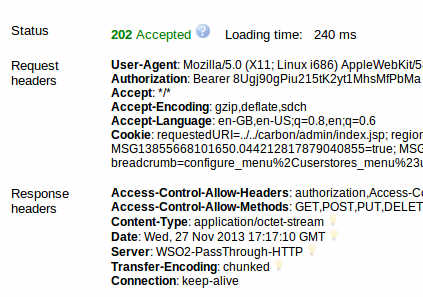 Status 202 Accepted Loading time: 240 ms
Request headers
User-Agent: Mozilla/5.0 (X11; Linux i686) AppleWebKit/5
Authorization: Bearer 8Ugj90gPiu215tK2yt1MhsMfPbMa
Accept: */*
Accept-Encoding: gzip,deflate,sdch
Accept-Language: en-GB,en-US;q=0.8,en;q=0.6
Cookie: requestedURI=../../carbon/admin/index.jsp; region
MSG13855668101650.044212817879040855=true; MSG
breadcrumb=configure_menu%2Cuserstores_menu%23
Response headers
Access-Control-Allow-Headers: authorization,Access-Co
Access-Control-Allow-Methods: GET,POST,PUT,DELET
Content-Type: application/octet-stream
Date: Wed, 27 Nov 2013 17:17:10 GMT
Server: WSO2-PassThrough-HTTP
Transfer-Encoding: chunked
Connection: keep-alive